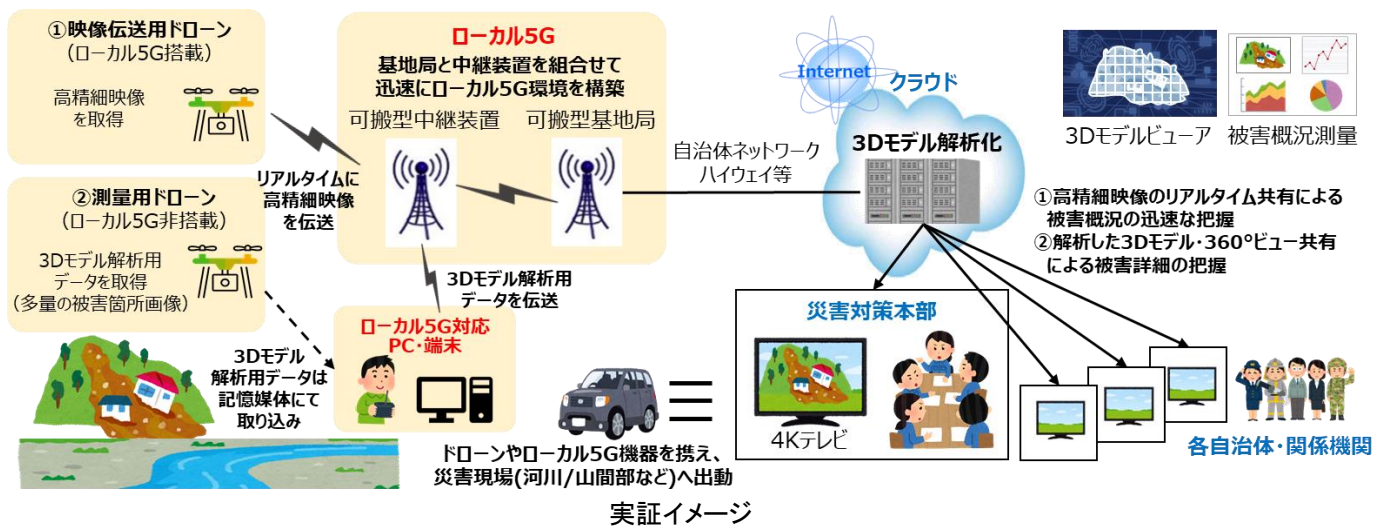 ①映像伝送用ドローン
(ローカル5G搭載)
高精細映像
を取得
ローカル5G
基地局と中継装置を組合せて
迅速にローカル5G環境を構築
可搬型中継装置
可搬型基地局
リアルタイムに
高精細映像
を伝送
②測量用ドローン
(ローカル5G非搭載)
3Dモデル解析用
データを取得
(多量の被害箇所画像)
3Dモデル解析用
データを伝送
ローカル5G対応
PC・端末
3Dモデル
解析用データは
記憶媒体にて
取り込み
自治体ネットワーク
ハイウェイ等
Internet
クラウド
3Dモデル解析化
3Dモデルビューア
被害概況測量
①高精細映像のリアルタイム共有による
被害概況の迅速な把握
②解析した3Dモデル・360°ビュー共有
による被害詳細の把握
災害対策本部
4Kテレビ
各自治体・関係機関
ドローンやローカル5G機器を携え、
災害現場(河川/山間部など)へ出動
実証イメージ